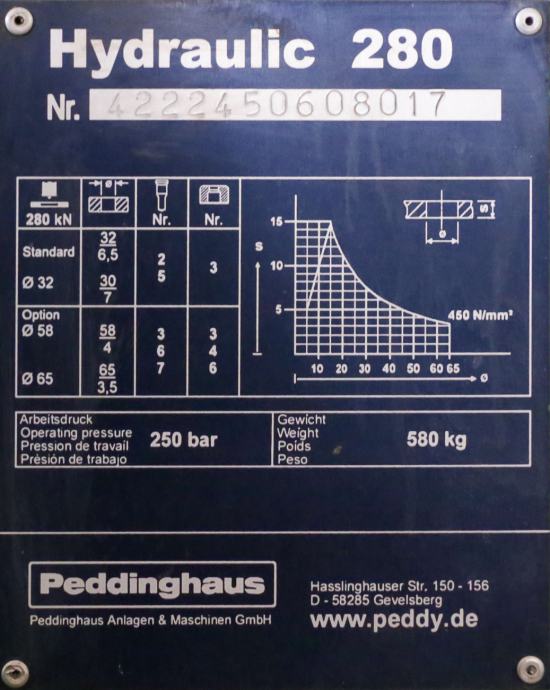 Hydraulic 280
Nr. 4222450608017
280 kN
Ø
Nr.
Nr.
Standard
32
6,5
2
5
3
Ø 32
30
7
Option
Ø 58
58
4
3
6
7
3
4
6
Ø 65
65
3,5
s
15
10
5
450 N/mm²
10 20 30 40 50 60 65
Ø
S
Ø
Arbeitsdruck
Operating pressure
Pression de travail
Présión de trabajo
250 bar
Gewicht
Weight
Poids
Peso
580 kg
Peddinghaus
Peddinghaus Anlagen & Maschinen GmbH
Hasslinghauser Str. 150 - 156
D - 58285 Gevelsberg
www.peddy.de